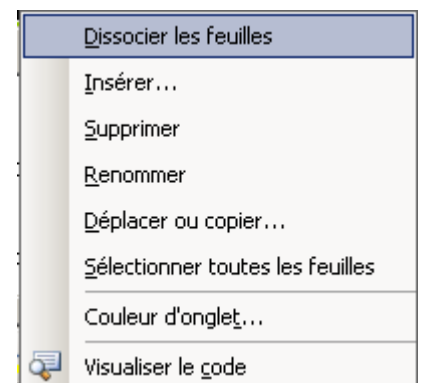 Dissocier les feuilles
Insérer...
Supprimer
Renommer
Déplacer ou copier...
Sélectionner toutes les feuilles
Couleur d'onglet...
Visualiser le code